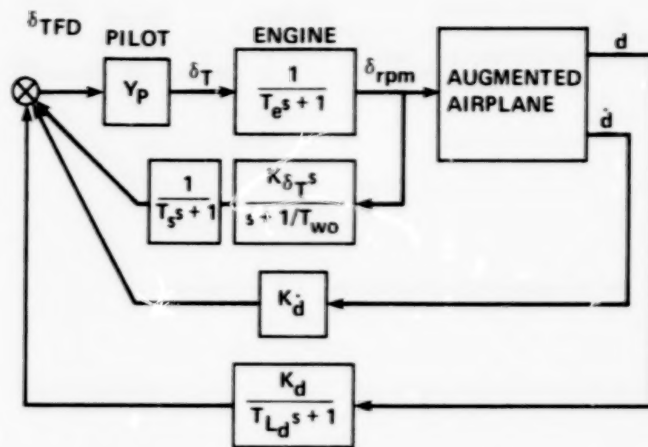 δTFD
PILOT
ENGINE
YP
δT
1
Tes + 1
δrpm
AUGMENTED
AIRPLANE
d
ḋ
1
Tss + 1
KδTs
s + 1/Two
Kḋ
Kd
TLds + 1